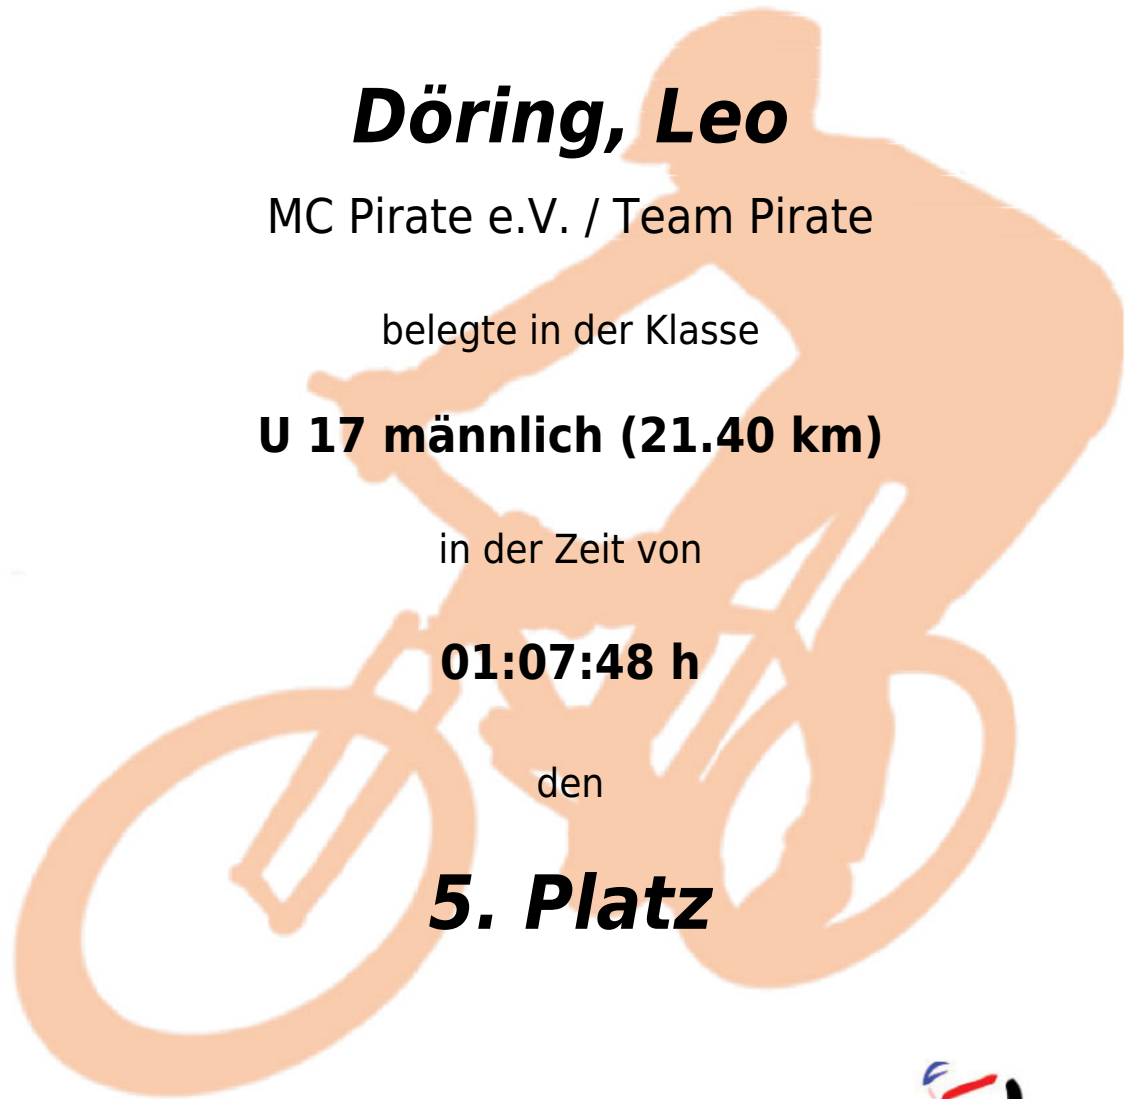 Döring, Leo
MC Pirate e.V. / Team Pirate
belegte in der Klasse
U 17 männlich (21.40 km)
in der Zeit von
01:07:48 h
den
5. Platz